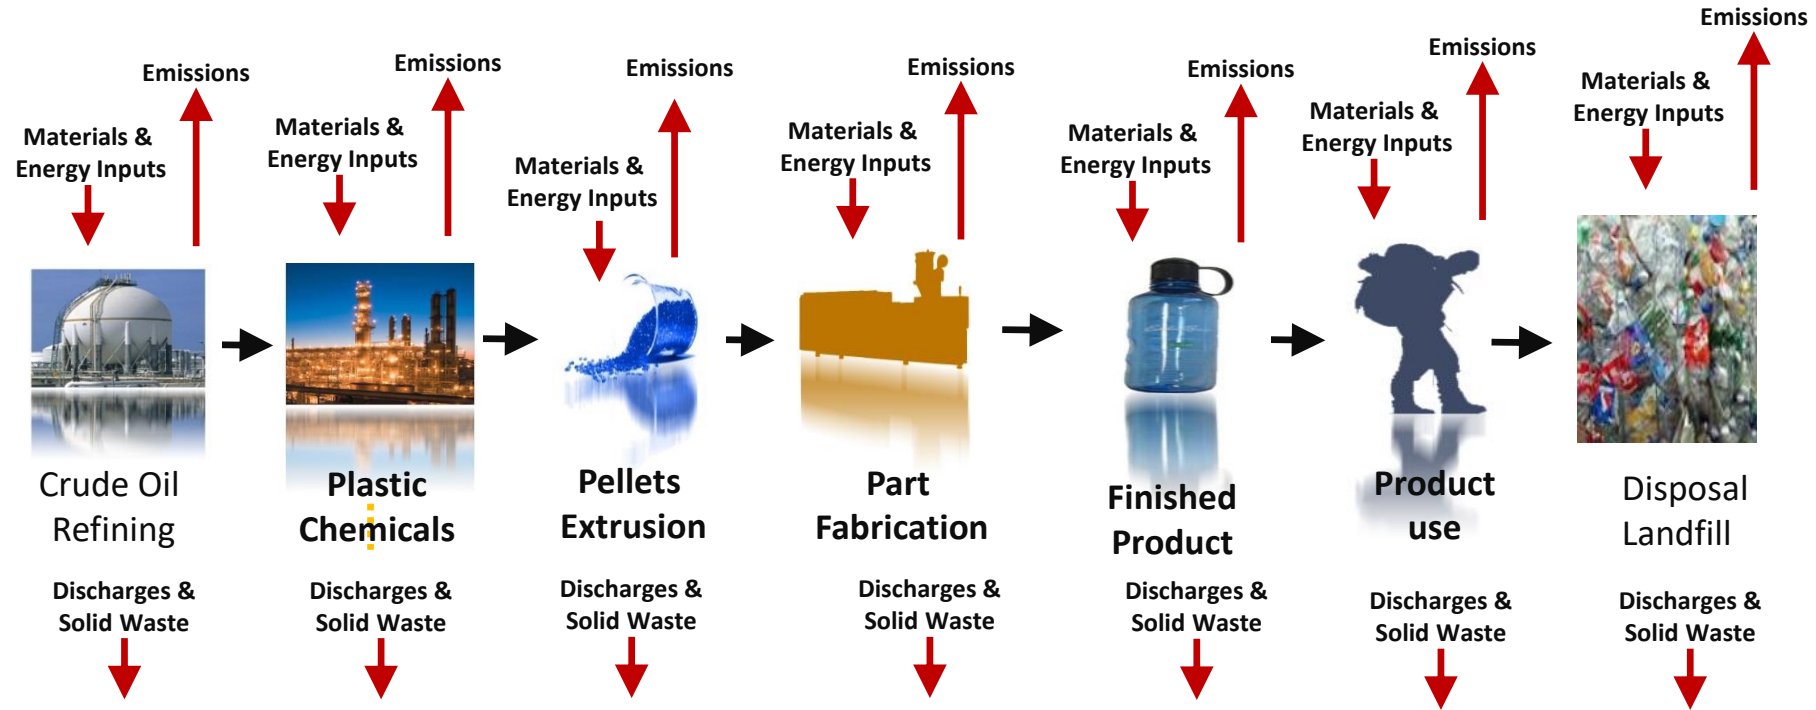 Emissions
Materials &
Energy Inputs
Crude Oil
Refining
Discharges &
Solid Waste
Emissions
Materials &
Energy Inputs
Plastic
Chemicals
Discharges &
Solid Waste
Emissions
Materials &
Energy Inputs
Pellets
Extrusion
Discharges &
Solid Waste
Emissions
Materials &
Energy Inputs
Part
Fabrication
Discharges &
Solid Waste
Emissions
Materials &
Energy Inputs
Finished
Product
Discharges &
Solid Waste
Emissions
Materials &
Energy Inputs
Product
use
Discharges &
Solid Waste
Emissions
Materials &
Energy Inputs
Disposal
Landfill
Discharges &
Solid Waste